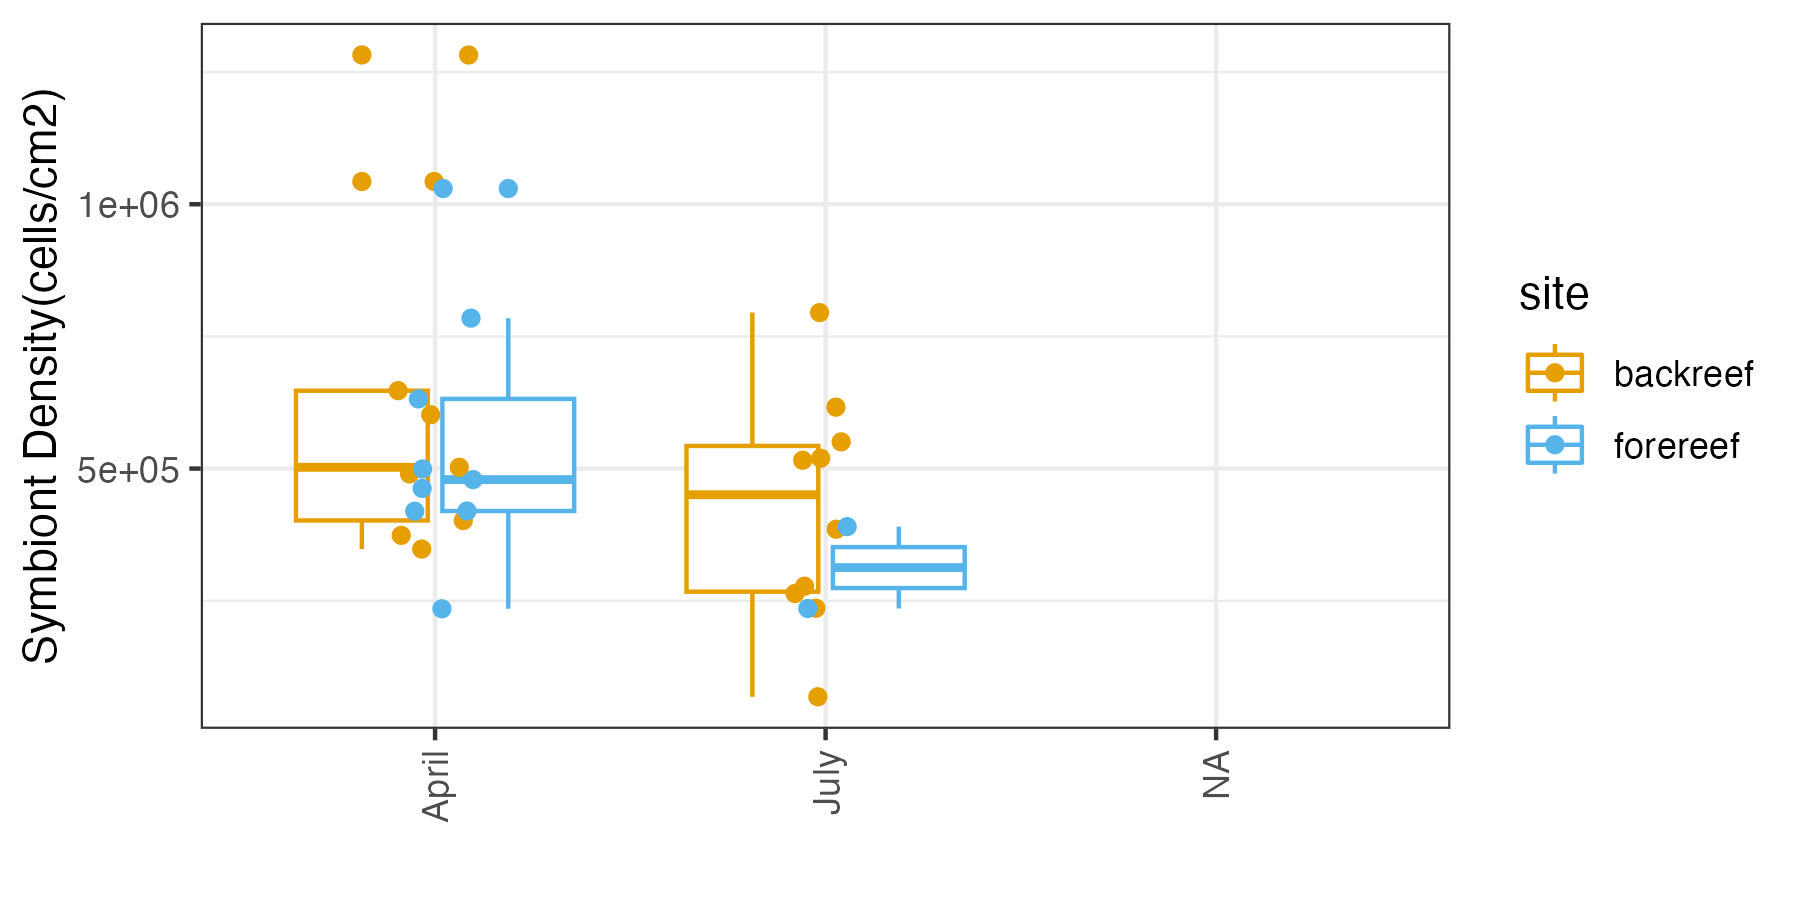 Symbiont Density(cells/cm2)
1e+06
5e+05
April
July
NA
site
backreef
forereef